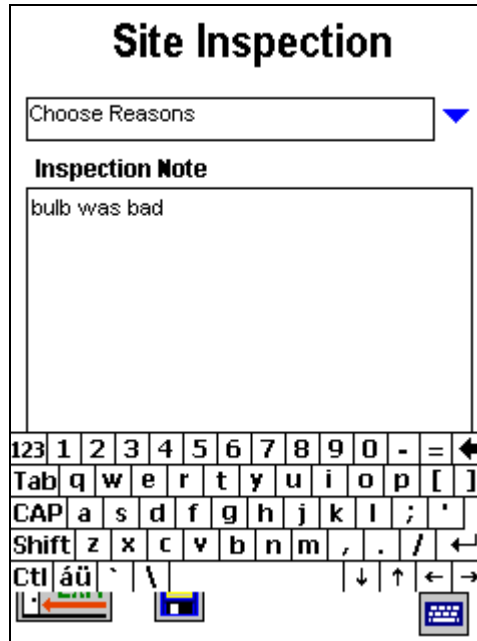 Site Inspection
Choose Reasons
Inspection Note
bulb was bad
123 1 2 3 4 5 6 7 8 9 0 - = 
Tab q w e r t y u i o p [ ]
CAP a s d f g h j k l ; '
Shift z x c v b n m , . / ↵
Ctl áü ` \ ↓ ↑ ← →